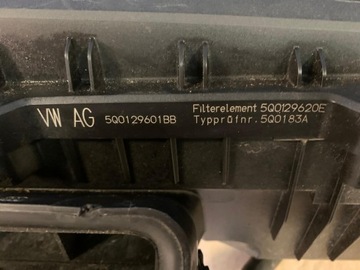 VW AG 5Q0129601BB Filterelement 5Q0129620E
Typprüfnr. 5Q0183A